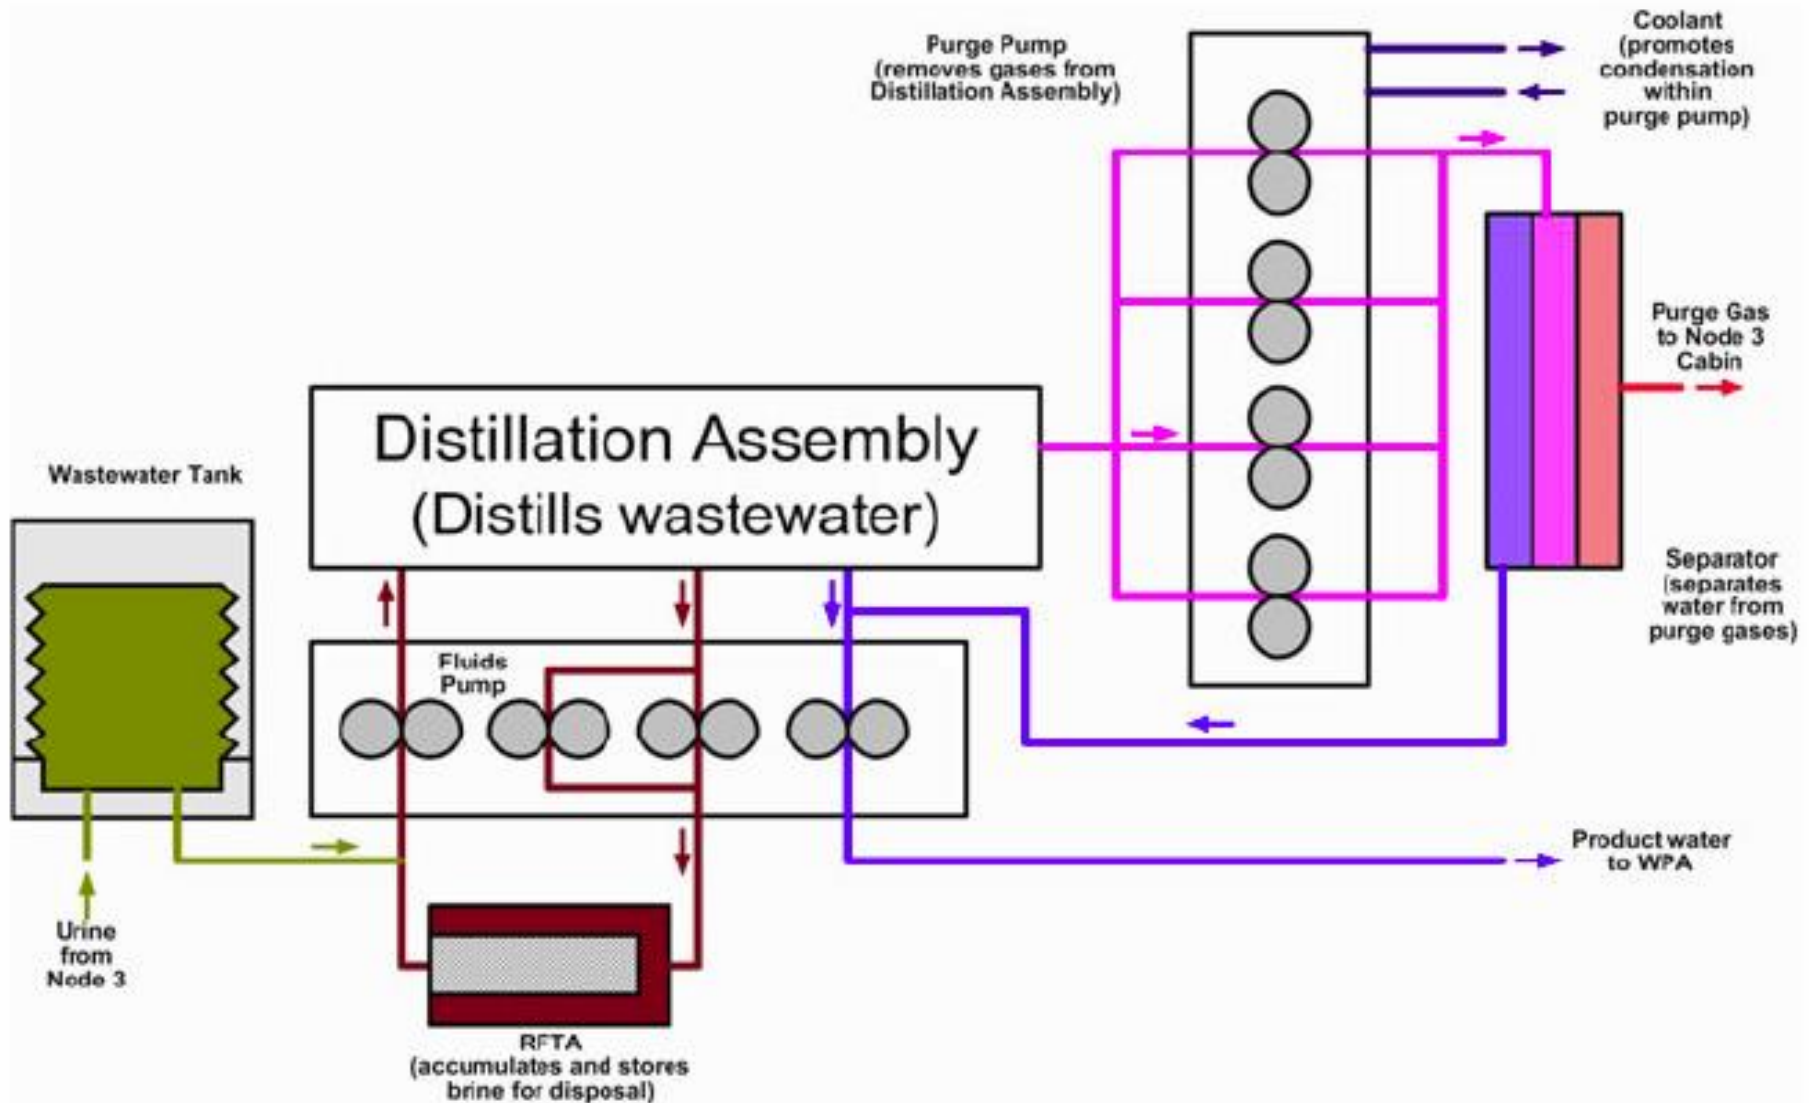 Purge Pump
(removes gases from
Distillation Assembly)
Coolant
(promotes
condensation
within
purge pump)
Purge Gas
to Node 3
Cabin
Distillation Assembly
(Distills wastewater)
Wastewater Tank
Separator
(separates
water from
purge gases)
Fluids
Pump
Product water
to WPA
Urine
from
Node 3
RFTA
(accumulates and stores
brine for disposal)